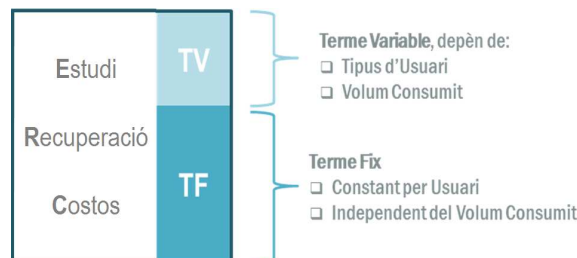 Estudi
Recuperació
Costos
TV
TF
Terme Variable, depèn de:
❑ Tipus d'Usuari
❑ Volum Consumit
Terme Fix
❑ Constant per Usuari
❑ Independent del Volum Consumit